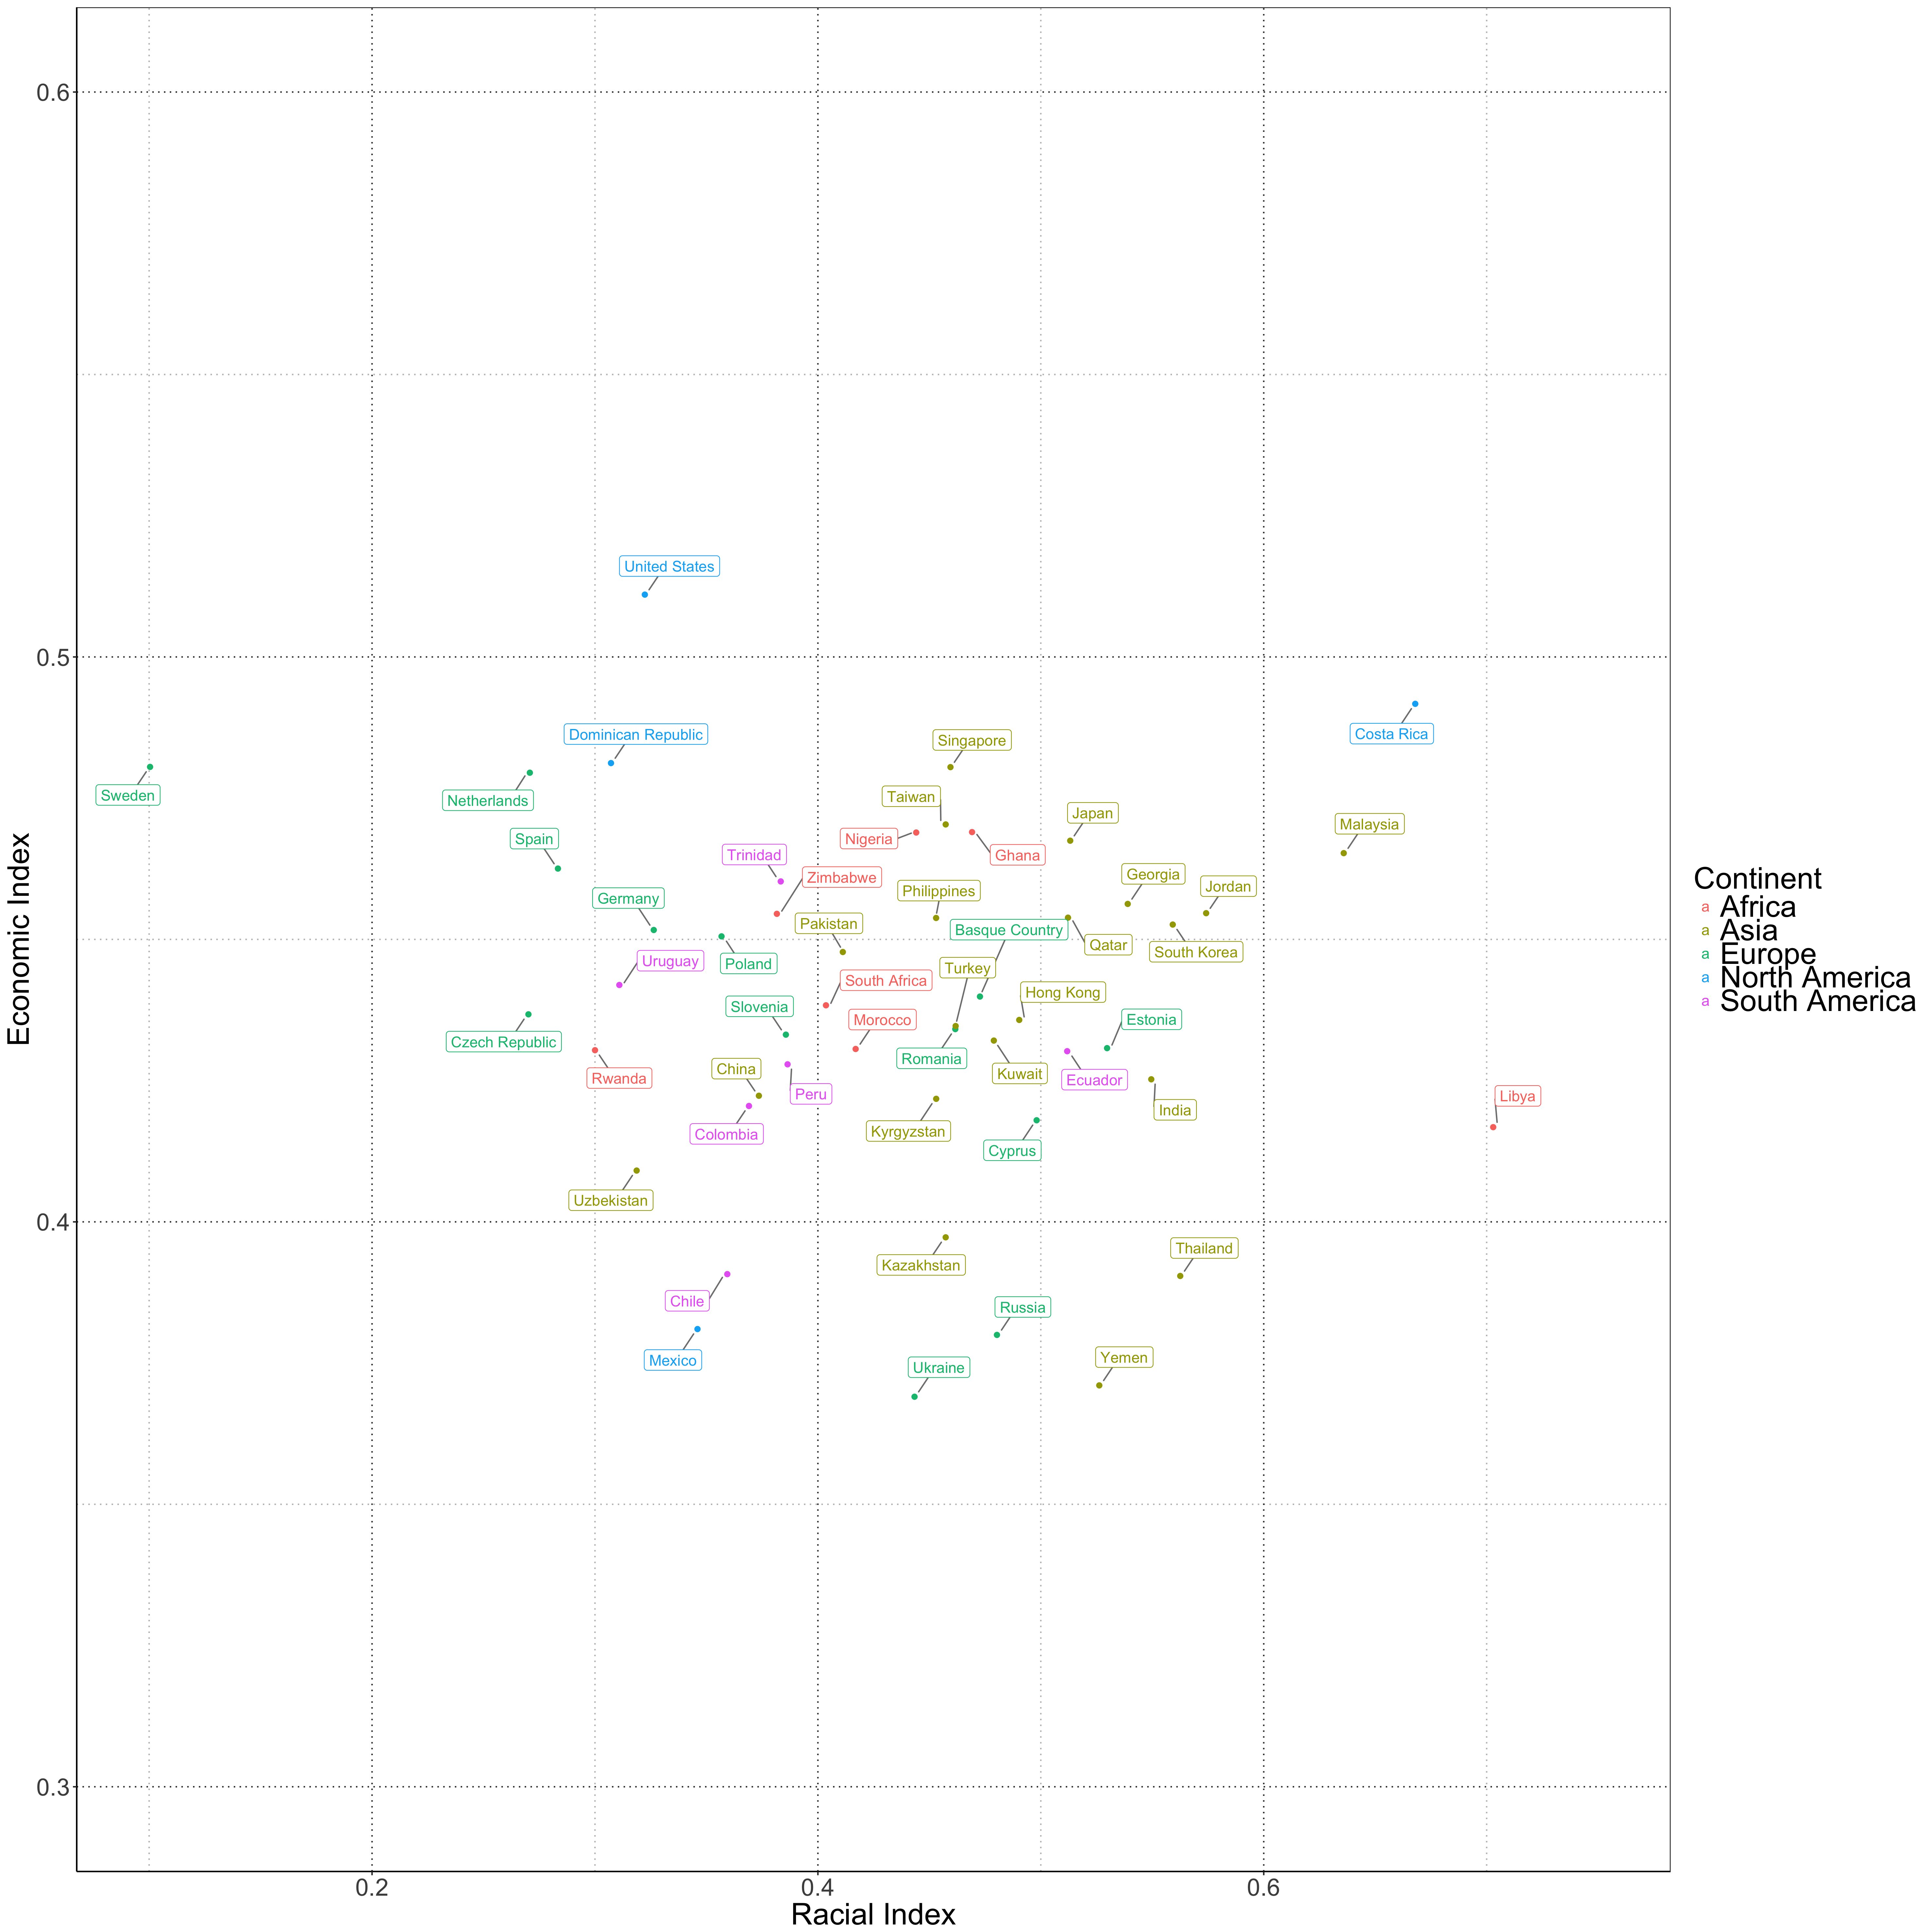 0.6
United States
0.5
Costa Rica
Dominican Republic
Singapore
Sweden
Netherlands
Taiwan
Japan
Malaysia
Spain
Nigeria
Ghana
Trinidad
Zimbabwe
Georgia
Jordan
Philippines
Germany
Pakistan
Basque Country
Qatar
South Korea
Poland
Uruguay
Turkey
South Africa
Hong Kong
Slovenia
Morocco
Estonia
Czech Republic
Romania
China
Kuwait
Rwanda
Ecuador
Peru
Libya
India
Colombia
Kyrgyzstan
Cyprus
Uzbekistan
0.4
Thailand
Kazakhstan
Chile
Russia
Mexico
Yemen
Ukraine
0.3
0.2
0.4
0.6
Racial Index
Economic Index
Continent
a Africa
a Asia
a Europe
a North America
a South America